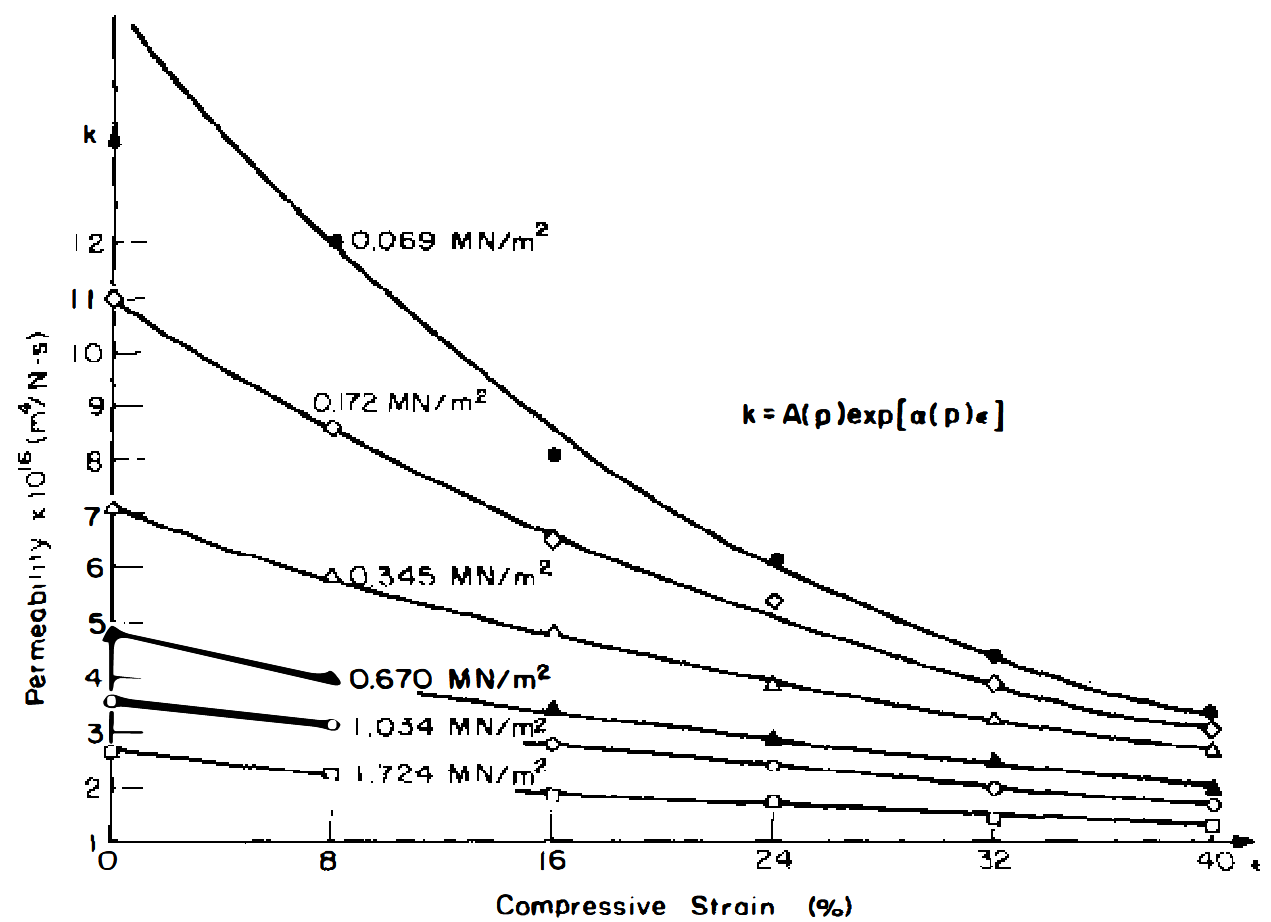 k
12
0.069 MN/m²
11
10
9
0.172 MN/m²
k = A(p)exp[α(p)ϵ]
8
7
6
0.345 MN/m²
5
4
0.670 MN/m²
3
1.034 MN/m²
2
1.724 MN/m²
1
0 8 16 24 32 40 ϵ
Compressive Strain (%)
Permeability x10¹⁶ (m⁴/N-s)